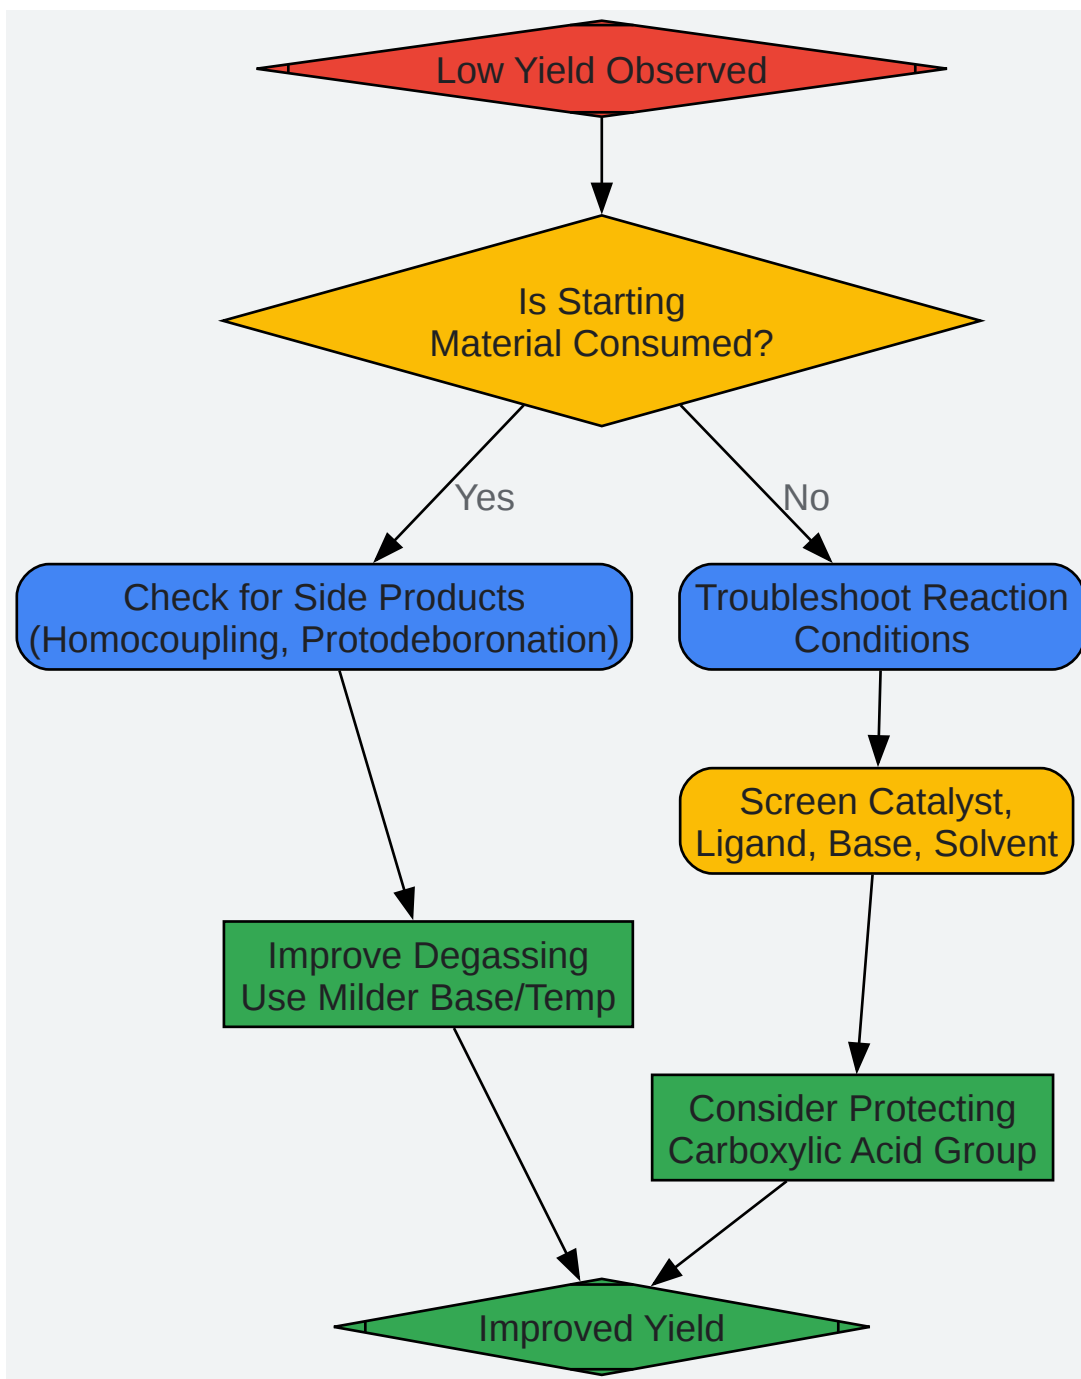 Low Yield Observed
Is Starting
Material Consumed?
Yes
No
Check for Side Products
(Homocoupling, Protodeboronation)
Troubleshoot Reaction
Conditions
Screen Catalyst,
Ligand, Base, Solvent
Improve Degassing
Use Milder Base/Temp
Consider Protecting
Carboxylic Acid Group
Improved Yield